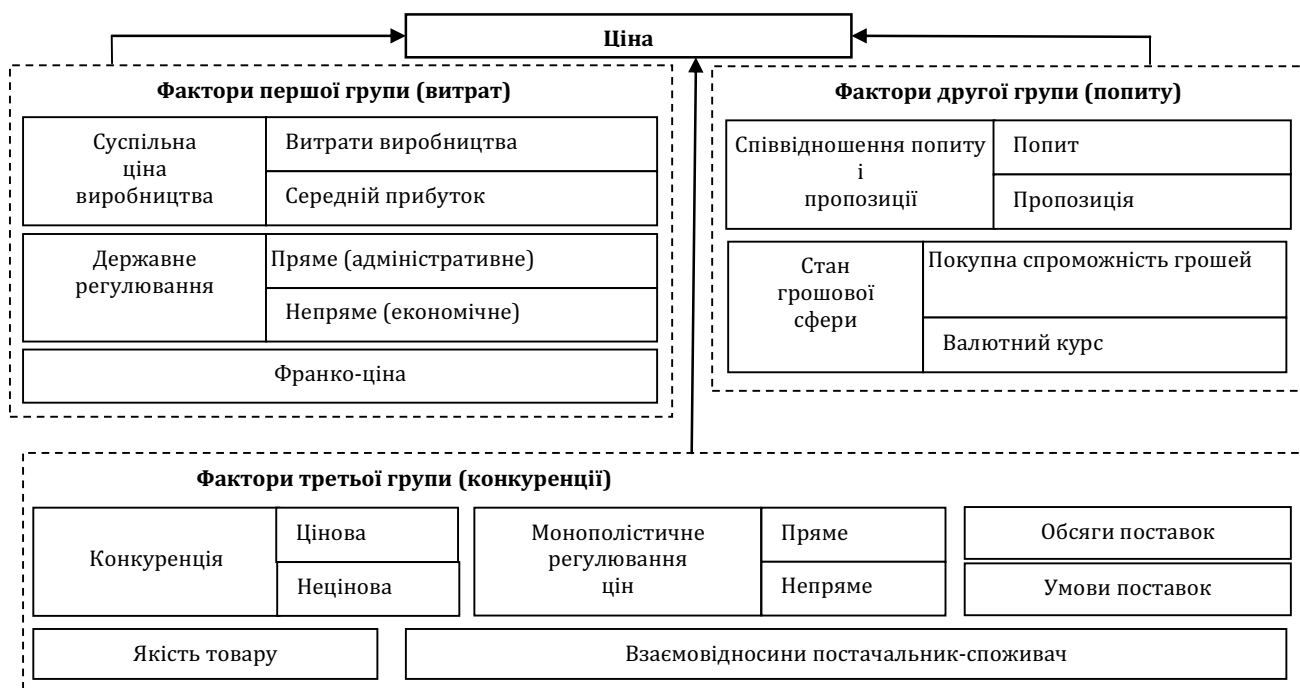 Ціна
Фактори першої групи (витрат)
Суспільна
ціна
виробництва
Витрати виробництва
Середній прибуток
Державне
регулювання
Пряме (адміністративне)
Непряме (економічне)
Франко-ціна
Фактори другої групи (попиту)
Співвідношення попиту
і
пропозиції
Попит
Пропозиція
Стан
грошової
сфери
Покупна спроможність грошей
Валютний курс
Фактори третьої групи (конкуренції)
Конкуренція
Цінова
Нецінова
Монополістичне
регулювання
цін
Пряме
Непряме
Обсяги поставок
Умови поставок
Якість товару
Взаємовідносини постачальник-споживач